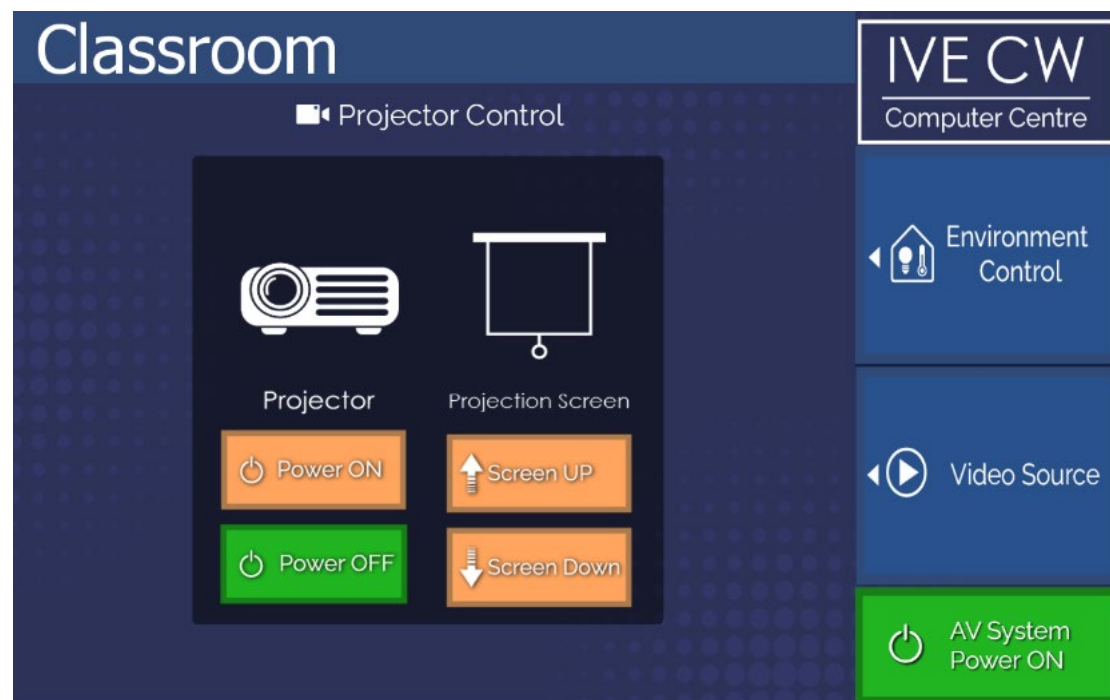 Classroom
Projector Control
Projector
Power ON
Power OFF
Projection Screen
Screen UP
Screen Down
IVE CW
Computer Centre
Environment
Control
Video Source
AV System
Power ON